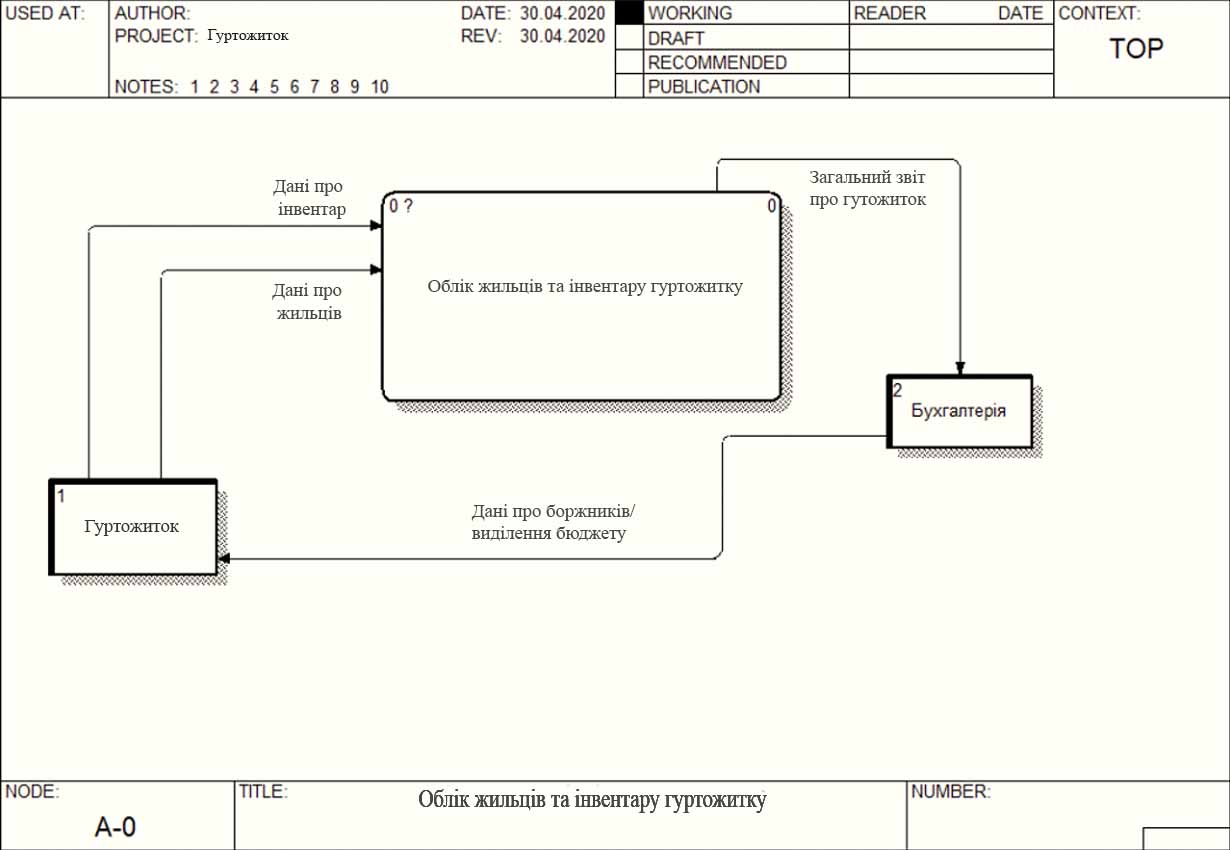 USED AT:
AUTHOR:
DATE: 30.04.2020
PROJECT: Гуртожиток
REV: 30.04.2020
NOTES: 1 2 3 4 5 6 7 8 9 10
WORKING
DRAFT
RECOMMENDED
PUBLICATION
READER DATE
CONTEXT:
TOP
Дані про
інвентар
0 ? 0
Загальний звіт
про гутожиток
Облік жильців та інвентару гуртожитку
Дані про
жильців
2
Бухгалтерія
1
Гуртожиток
Дані про боржників/
виділення бюджету
NODE:
A-0
TITLE:
Облік жильців та інвентару гуртожитку
NUMBER: